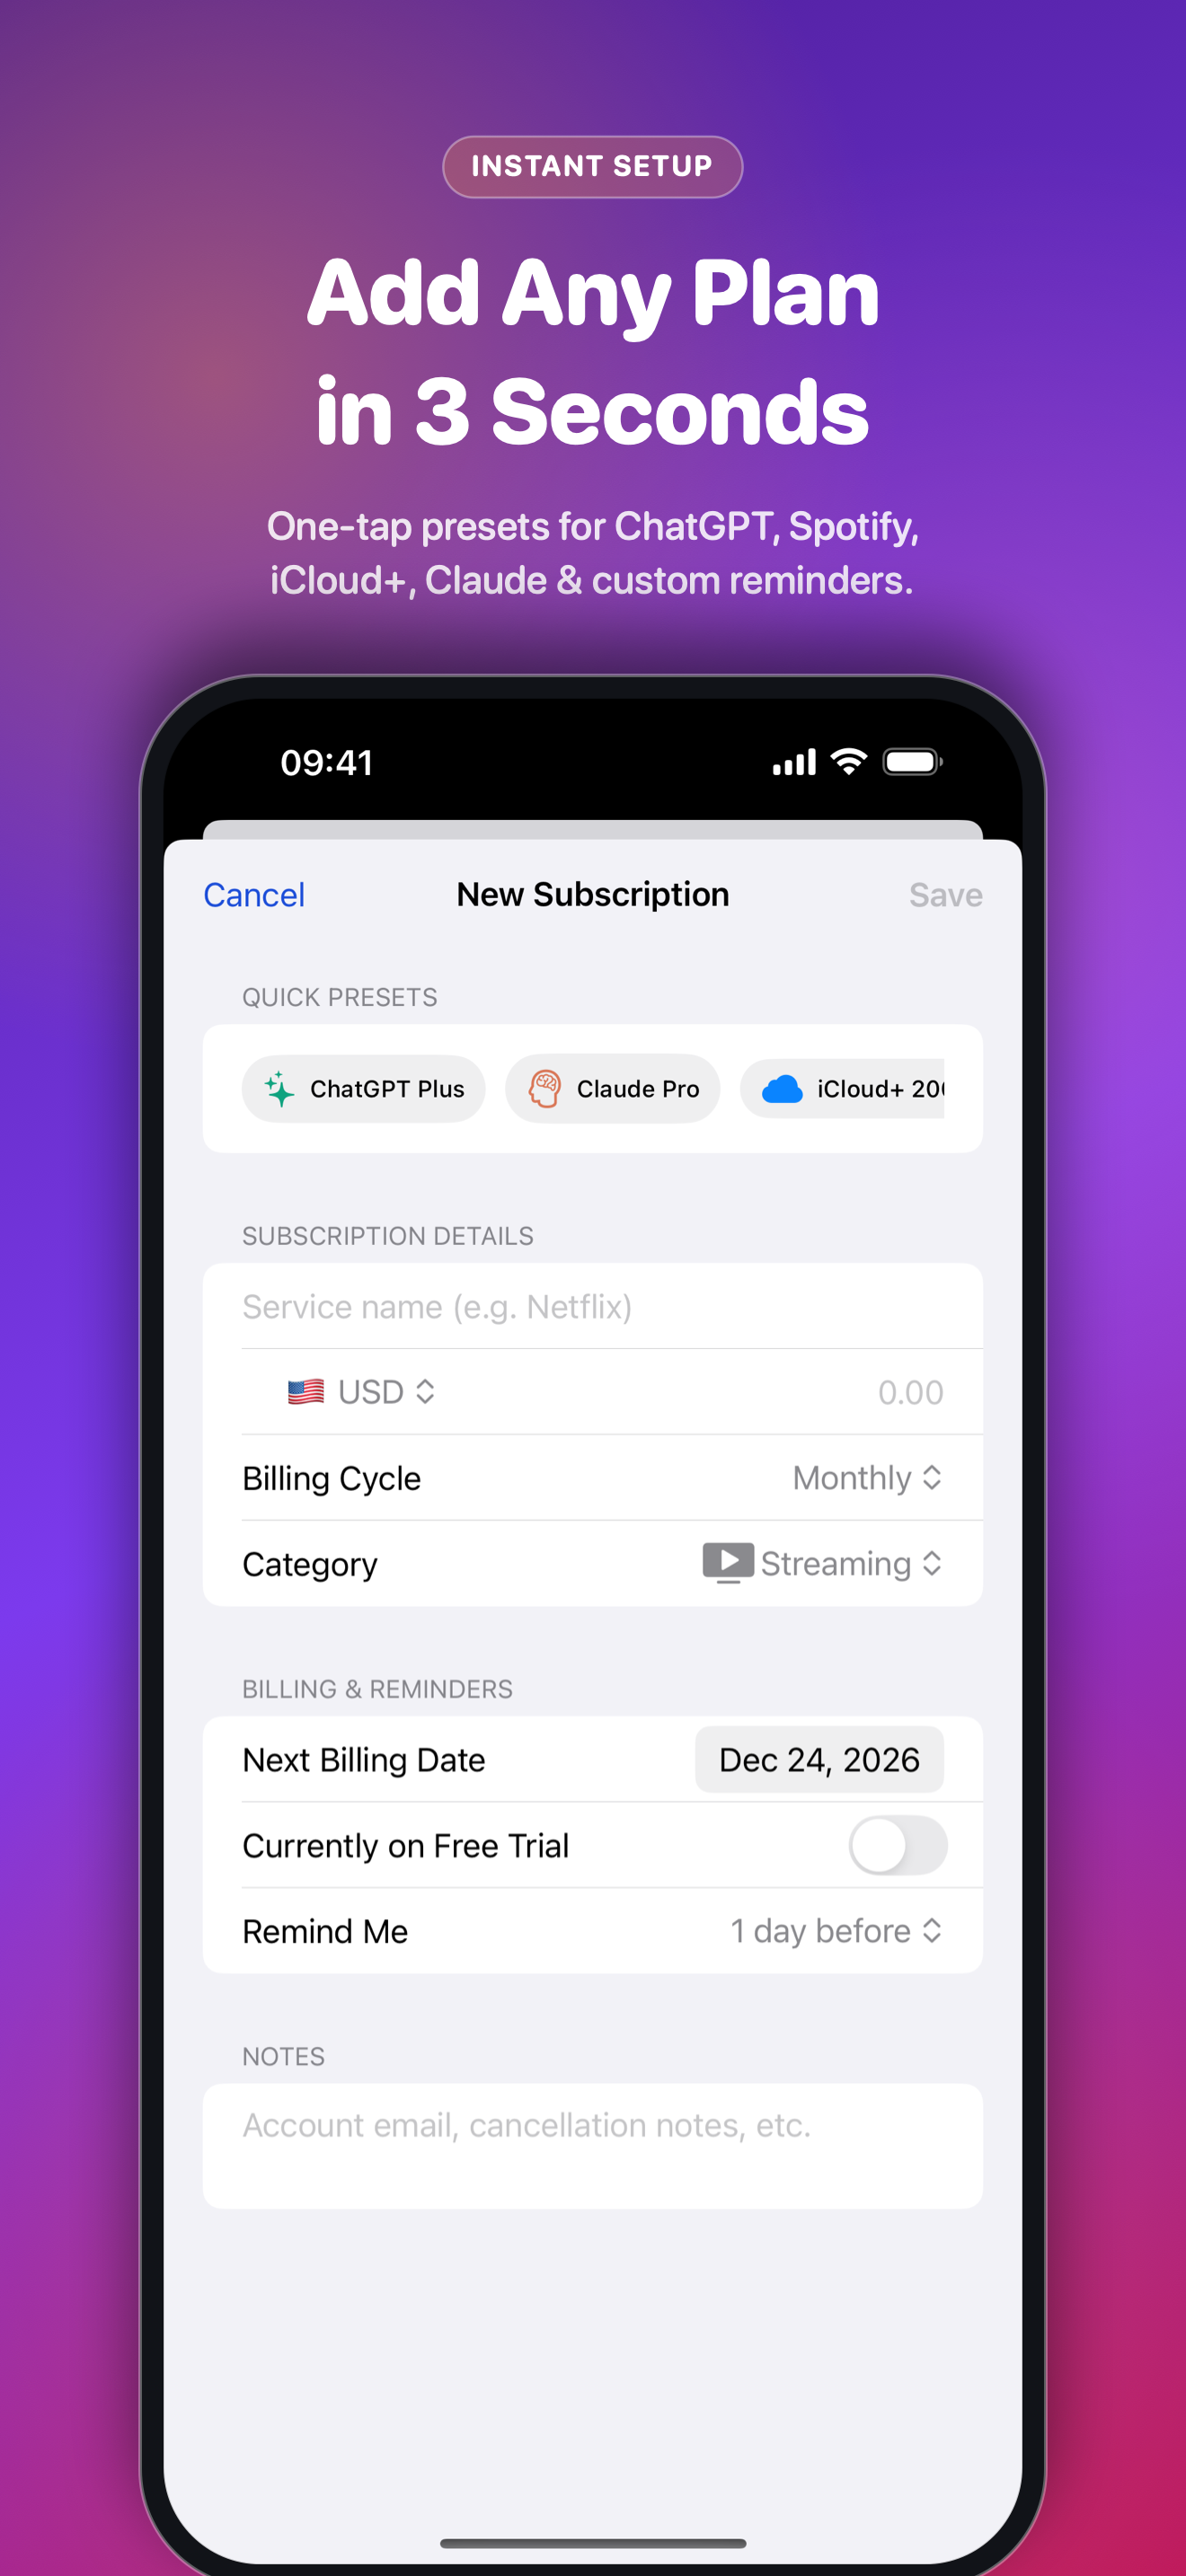 INSTANT SETUP
Add Any Plan
in 3 Seconds
One-tap presets for ChatGPT, Spotify,
iCloud+, Claude & custom reminders.
09:41
Cancel New Subscription Save
QUICK PRESETS
ChatGPT Plus Claude Pro iCloud+ 200
SUBSCRIPTION DETAILS
Service name (e.g. Netflix)
USD 0.00
Billing Cycle Monthly
Category Streaming
BILLING & REMINDERS
Next Billing Date Dec 24, 2026
Currently on Free Trial
Remind Me 1 day before
NOTES
Account email, cancellation notes, etc.